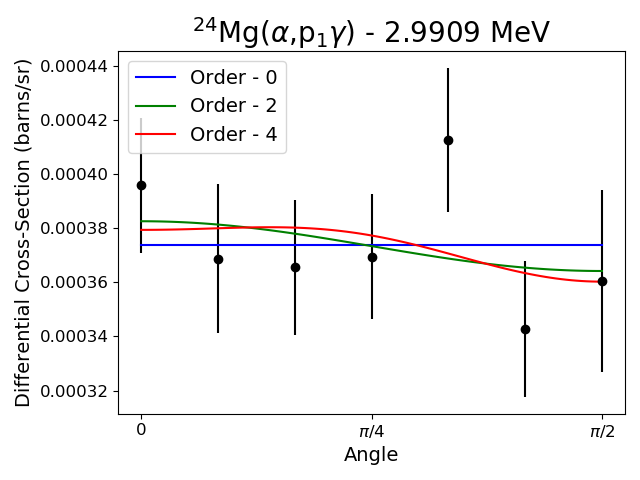 ²⁴Mg(α,p₁γ) - 2.9909 MeV
Differential Cross-Section (barns/sr)
0.00044
0.00042
0.00040
0.00038
0.00036
0.00034
0.00032
Order - 0
Order - 2
Order - 4
0
π/4
π/2
Angle